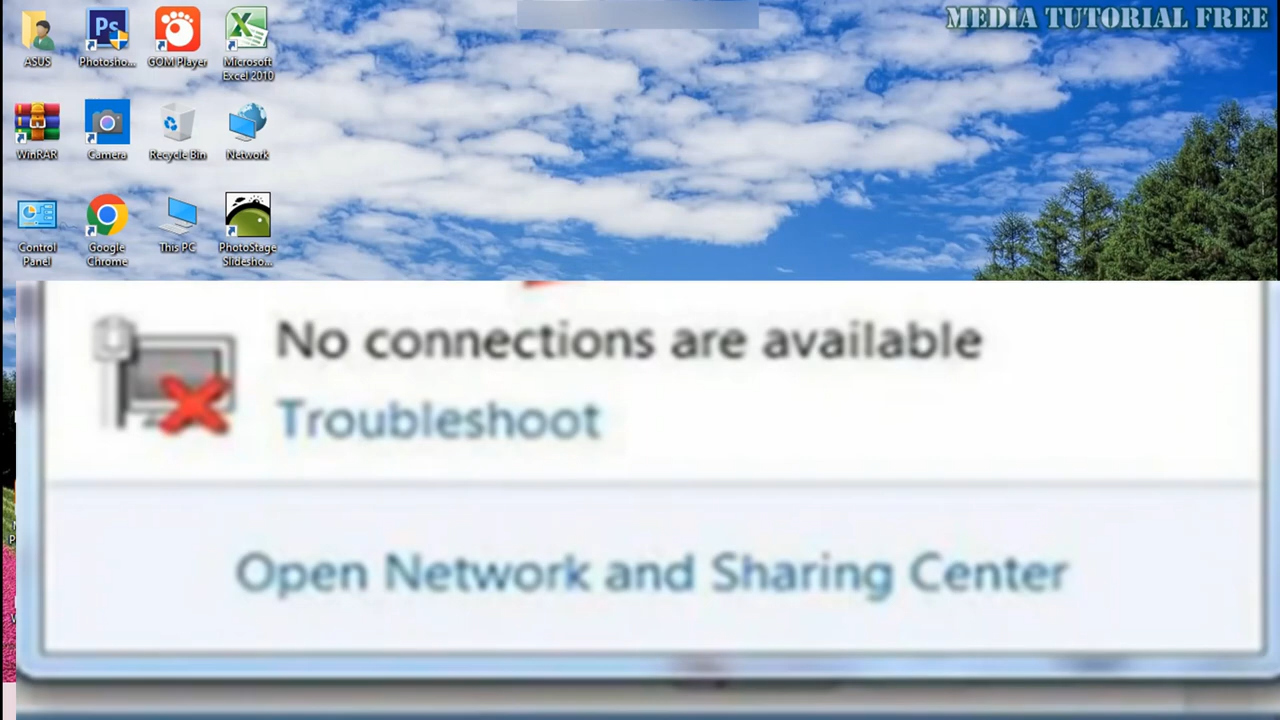 MEDIA TUTORIAL FREE
Ps
ASUS
Photosho...
GOM Player
Microsoft
Excel 2010
WinRAR
Camera
Recycle Bin
Network
Control
Panel
Google
Chrome
This PC
PhotoStage
Slidesho...
No connections are available
Troubleshoot
Open Network and Sharing Center